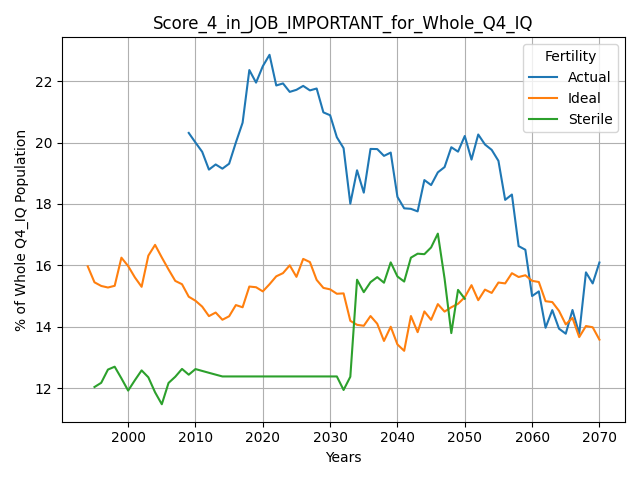 Score_4_in_JOB_IMPORTANT_for_Whole_Q4_IQ
Fertility
Actual
Ideal
Sterile
% of Whole Q4_IQ Population
22
20
18
16
14
12
2000
2010
2020
2030
2040
2050
2060
2070
Years